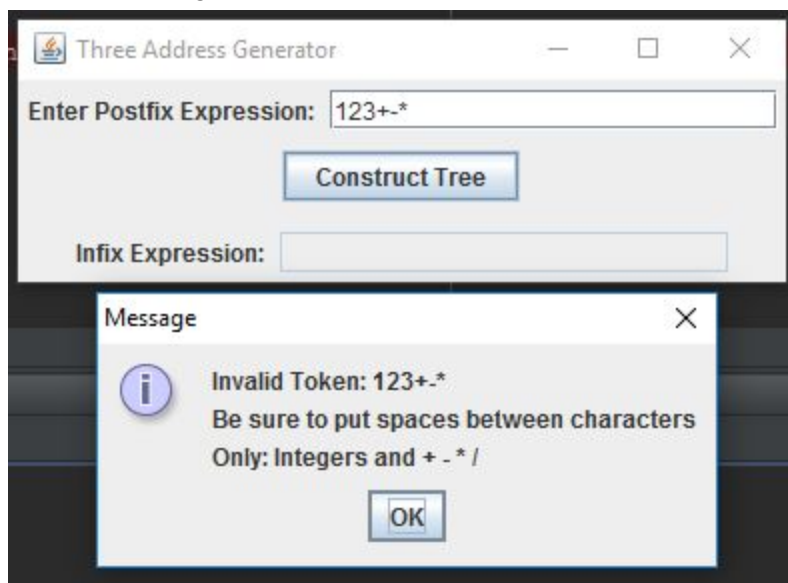 Three Address Generator
Enter Postfix Expression: 123+-*
Construct Tree
Infix Expression:
Message
Invalid Token: 123+-*
Be sure to put spaces between characters
Only: Integers and + - * /
OK